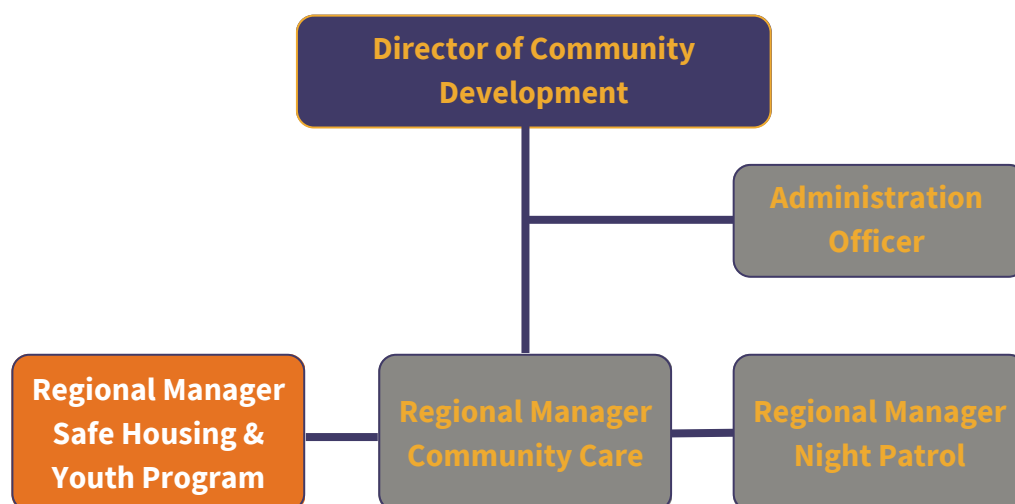 Director of Community
Development
Administration
Officer
Regional Manager
Safe Housing &
Youth Program
Regional Manager
Community Care
Regional Manager
Night Patrol